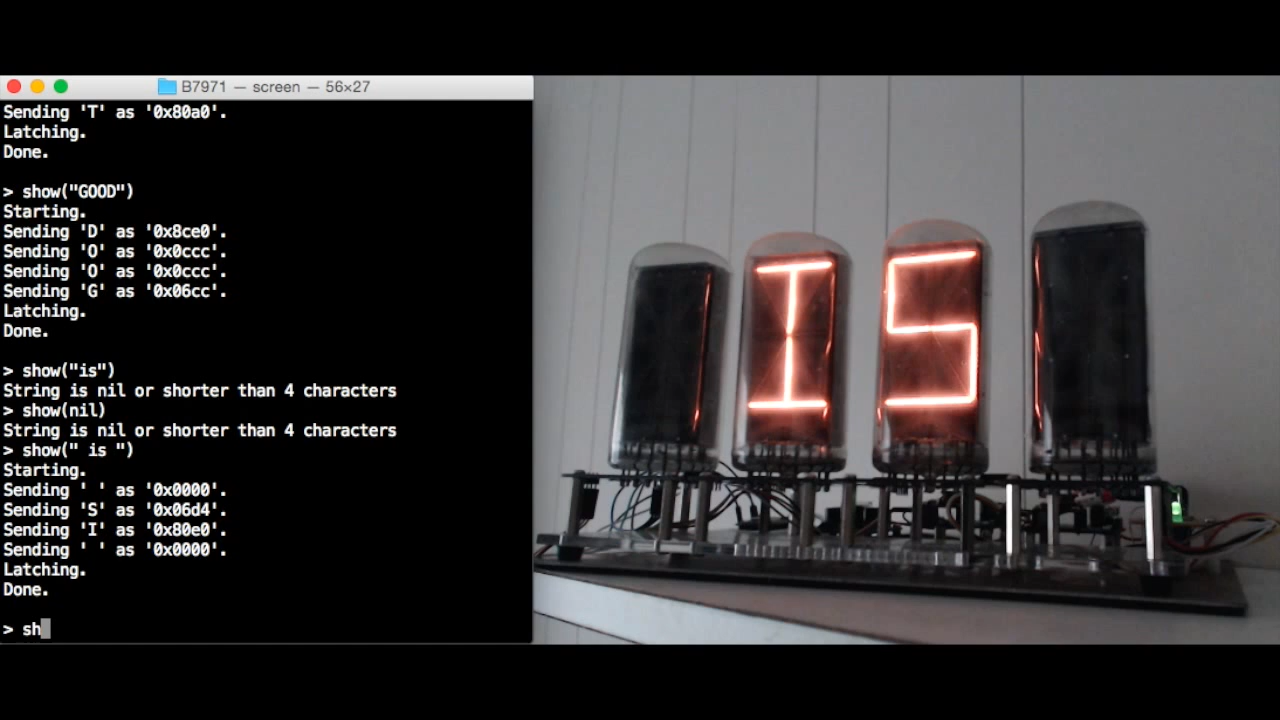 B7971 — screen — 56×27
Sending 'T' as '0x80a0'.
Latching.
Done.
> show("GOOD")
Starting.
Sending 'D' as '0x8ce0'.
Sending 'O' as '0x0ccc'.
Sending 'O' as '0x0ccc'.
Sending 'G' as '0x06cc'.
Latching.
Done.
> show("is")
String is nil or shorter than 4 characters
> show(nil)
String is nil or shorter than 4 characters
> show(" is ")
Starting.
Sending ' ' as '0x0000'.
Sending 'S' as '0x06d4'.
Sending 'I' as '0x80e0'.
Sending ' ' as '0x0000'.
Latching.
Done.
> sh
IS